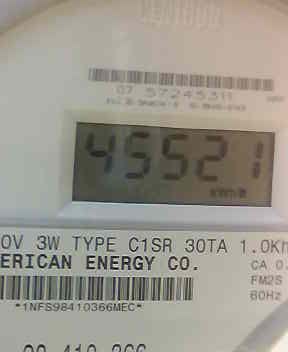 07 57245311
45521
kWh
0V 3W TYPE C1SR 30TA 1.0Kh
ERICAN ENERGY CO.
CA 0.
FM2S
60Hz
*1NFS98410366MEC*